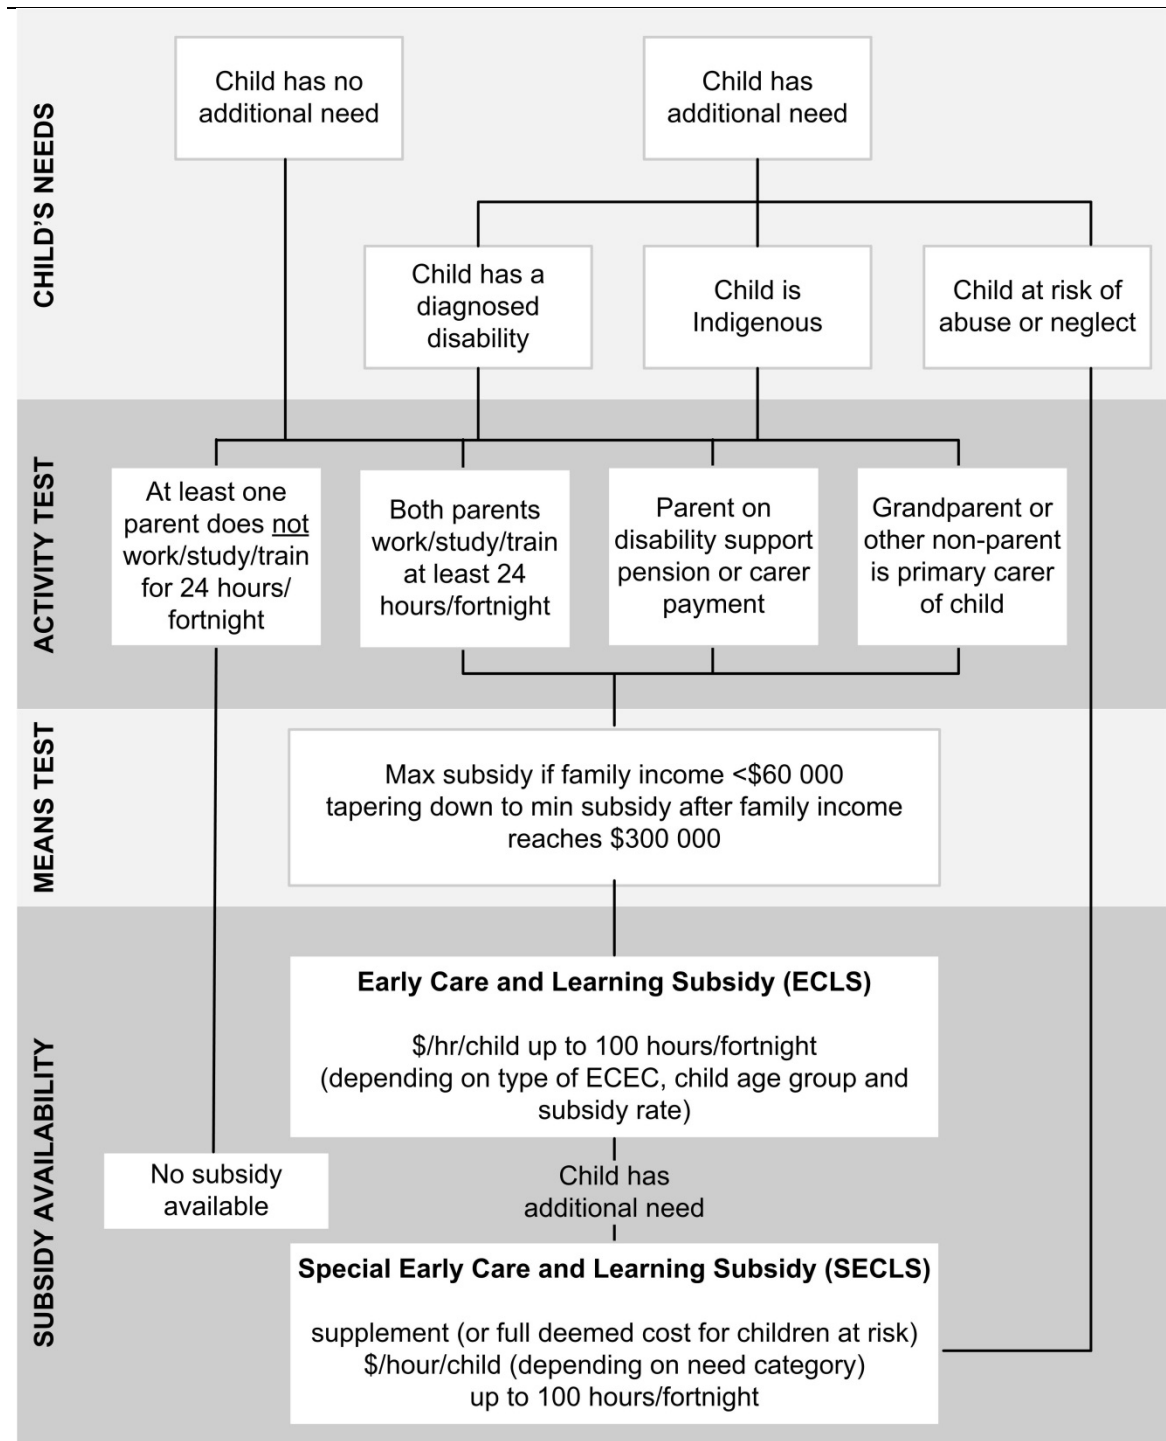 CHILD'S NEEDS
Child has no
additional need
Child has
additional need
Child has a
diagnosed
disability
Child is
Indigenous
Child at risk of
abuse or neglect
ACTIVITY TEST
At least one
parent does not
work/study/train
for 24 hours/
fortnight
Both parents
work/study/train
at least 24
hours/fortnight
Parent on
disability support
pension or carer
payment
Grandparent or
other non-parent
is primary carer
of child
MEANS TEST
Max subsidy if family income <$60 000
tapering down to min subsidy after family income
reaches $300 000
SUBSIDY AVAILABILITY
Early Care and Learning Subsidy (ECLS)
$/hr/child up to 100 hours/fortnight
(depending on type of ECEC, child age group and
subsidy rate)
No subsidy
available
Child has
additional need
Special Early Care and Learning Subsidy (SECLS)
supplement (or full deemed cost for children at risk)
$/hour/child (depending on need category)
up to 100 hours/fortnight